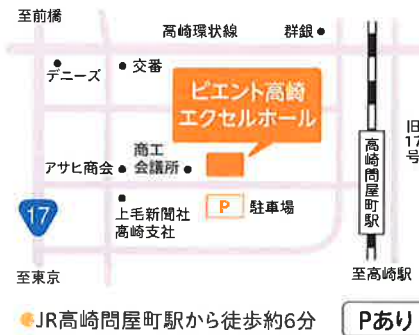 至前橋
高崎環状線
群銀
デニーズ
交番
ビエント高崎
エクセルホール
旧17号
商工
会議所
アサヒ商会
高崎問屋町駅
17
P 駐車場
上毛新聞社
高崎支社
至東京
至高崎駅
JR高崎問屋町駅から徒歩約6分
Pあり